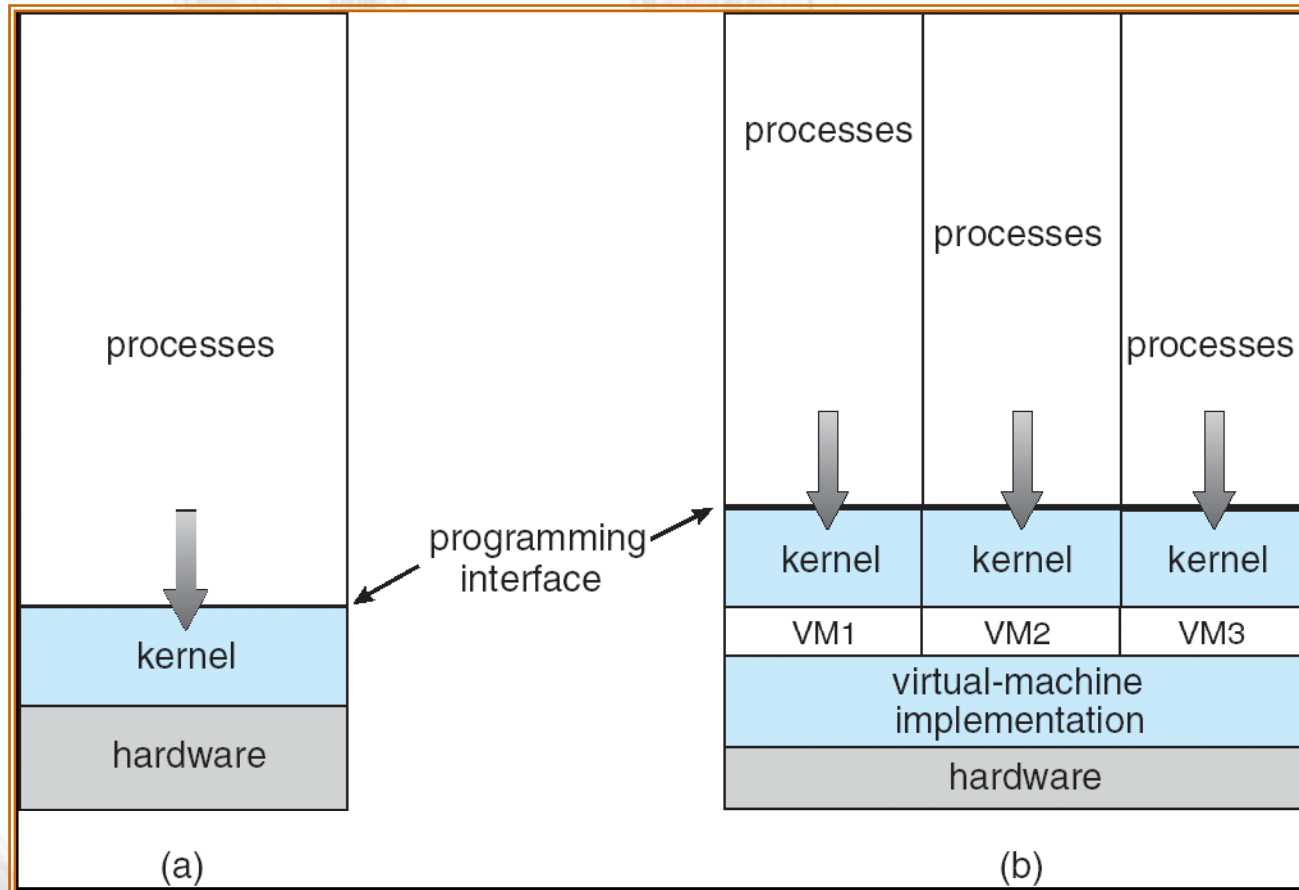 processes
kernel
hardware
(a)
programming
interface
processes
processes
processes
kernel
kernel
kernel
VM1
VM2
VM3
virtual-machine
implementation
hardware
(b)